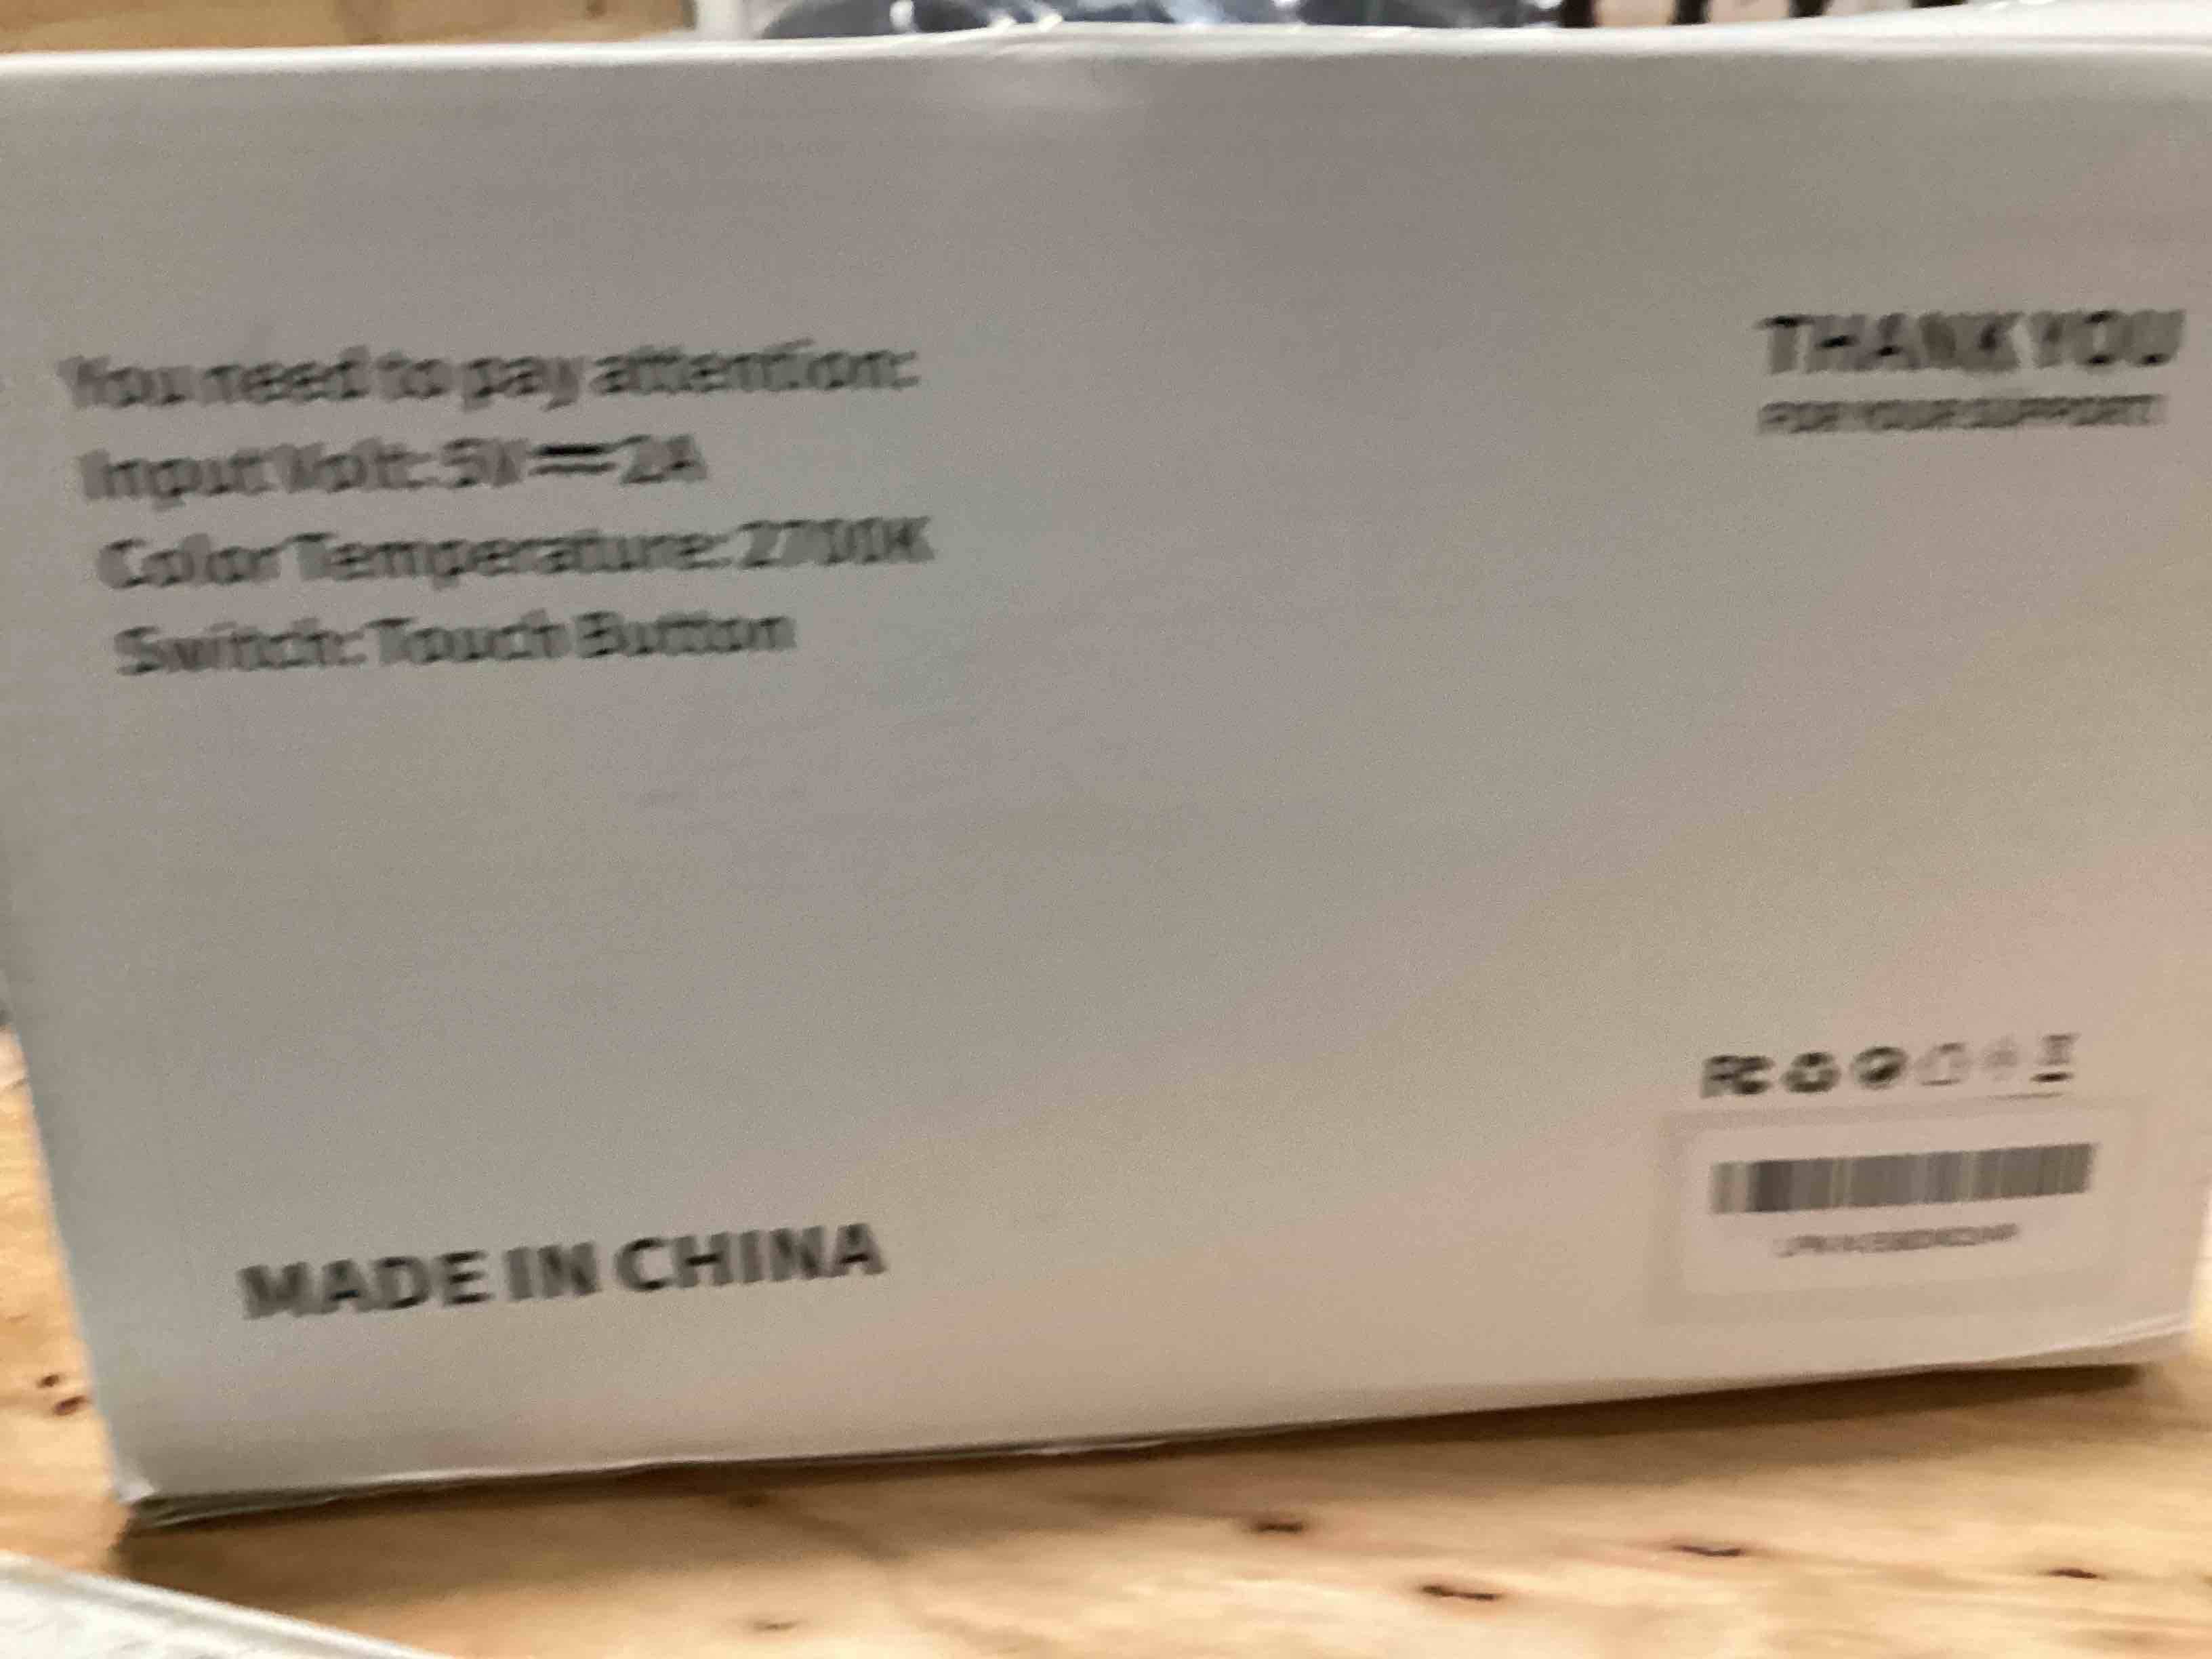 You need to pay attention:
Input Volt: 5V⎓2A
Color Temperature: 2700K
Switch: Touch Button
THANK YOU
FOR YOUR SUPPORT!
MADE IN CHINA